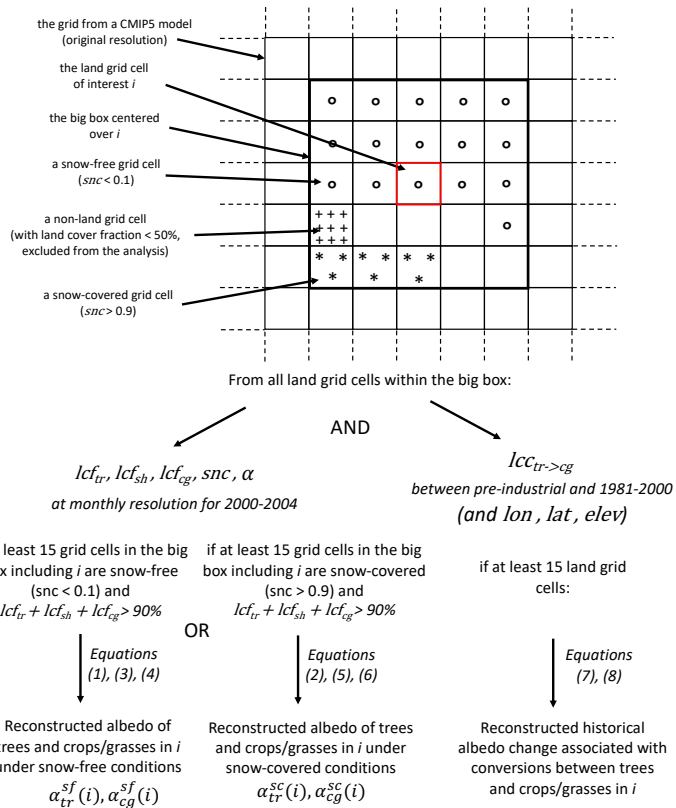 the grid from a CMIP5 model
(original resolution)
the land grid cell
of interest i
the big box centered
over i
a snow-free grid cell
(snc < 0.1)
a non-land grid cell
(with land cover fraction < 50%,
excluded from the analysis)
a snow-covered grid cell
(snc > 0.9)
From all land grid cells within the big box:
AND
lcf_tr, lcf_sh, lcf_cg, snc, α
at monthly resolution for 2000-2004
lcc_tr->cg
between pre-industrial and 1981-2000
(and lon, lat, elev)
least 15 grid cells in the big
including i are snow-free
(snc < 0.1) and
lcf_tr + lcf_sh + lcf_cg > 90%
OR
if at least 15 grid cells in the big
box including i are snow-covered
(snc > 0.9) and
lcf_tr + lcf_sh + lcf_cg > 90%
if at least 15 land grid
cells:
Equations
(1), (3), (4)
Equations
(2), (5), (6)
Equations
(7), (8)
Reconstructed albedo of
trees and crops/grasses in i
under snow-free conditions
α_tr^sf(i), α_cg^sf(i)
Reconstructed albedo of trees
and crops/grasses in i under
snow-covered conditions
α_tr^sc(i), α_cg^sc(i)
Reconstructed historical
albedo change associated with
conversions between trees
and crops/grasses in i